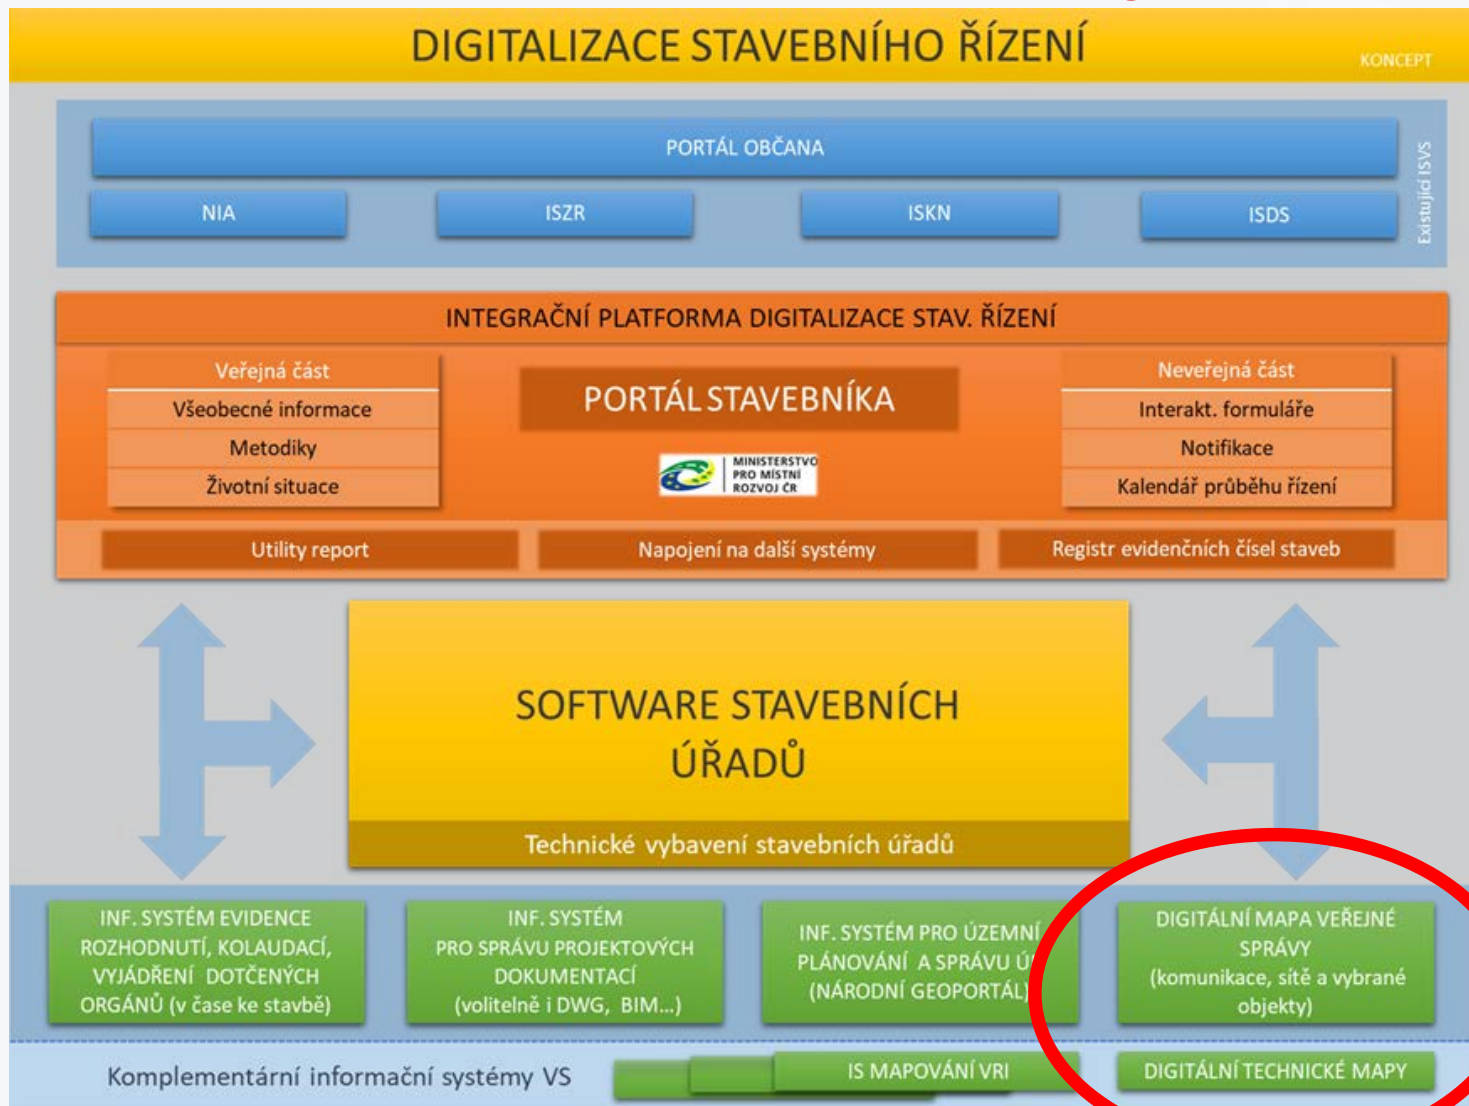 DIGITALIZACE STAVEBNÍHO ŘÍZENÍ
KONCEPT
PORTÁL OBČANA
NIA
ISZR
ISKN
ISDS
Existující ISVS
INTEGRAČNÍ PLATFORMA DIGITALIZACE STAV. ŘÍZENÍ
Veřejná část
Všeobecné informace
Metodiky
Životní situace
PORTÁL STAVEBNÍKA
MINISTERSTVO
PRO MÍSTNÍ
ROZVOJ ČR
Neveřejná část
Interakt. formuláře
Notifikace
Kalendář průběhu řízení
Utility report
Napojení na další systémy
Registr evidenčních čísel staveb
SOFTWARE STAVEBNÍCH
ÚŘADŮ
Technické vybavení stavebních úřadů
INF. SYSTÉM EVIDENCE
ROZHODNUTÍ, KOLAUDACÍ,
VYJÁDŘENÍ DOTČENÝCH
ORGÁNŮ (v čase ke stavbě)
INF. SYSTÉM
PRO SPRÁVU PROJEKTOVÝCH
DOKUMENTACÍ
(volitelně i DWG, BIM...)
INF. SYSTÉM PRO ÚZEMNÍ
PLÁNOVÁNÍ A SPRÁVU
(NÁRODNÍ GEOPORTÁL)
DIGITÁLNÍ MAPA VEŘEJNÉ
SPRÁVY
(komunikace, sítě a vybrané
objekty)
Komplementární informační systémy VS
IS MAPOVÁNÍ VRI
DIGITÁLNÍ TECHNICKÉ MAPY